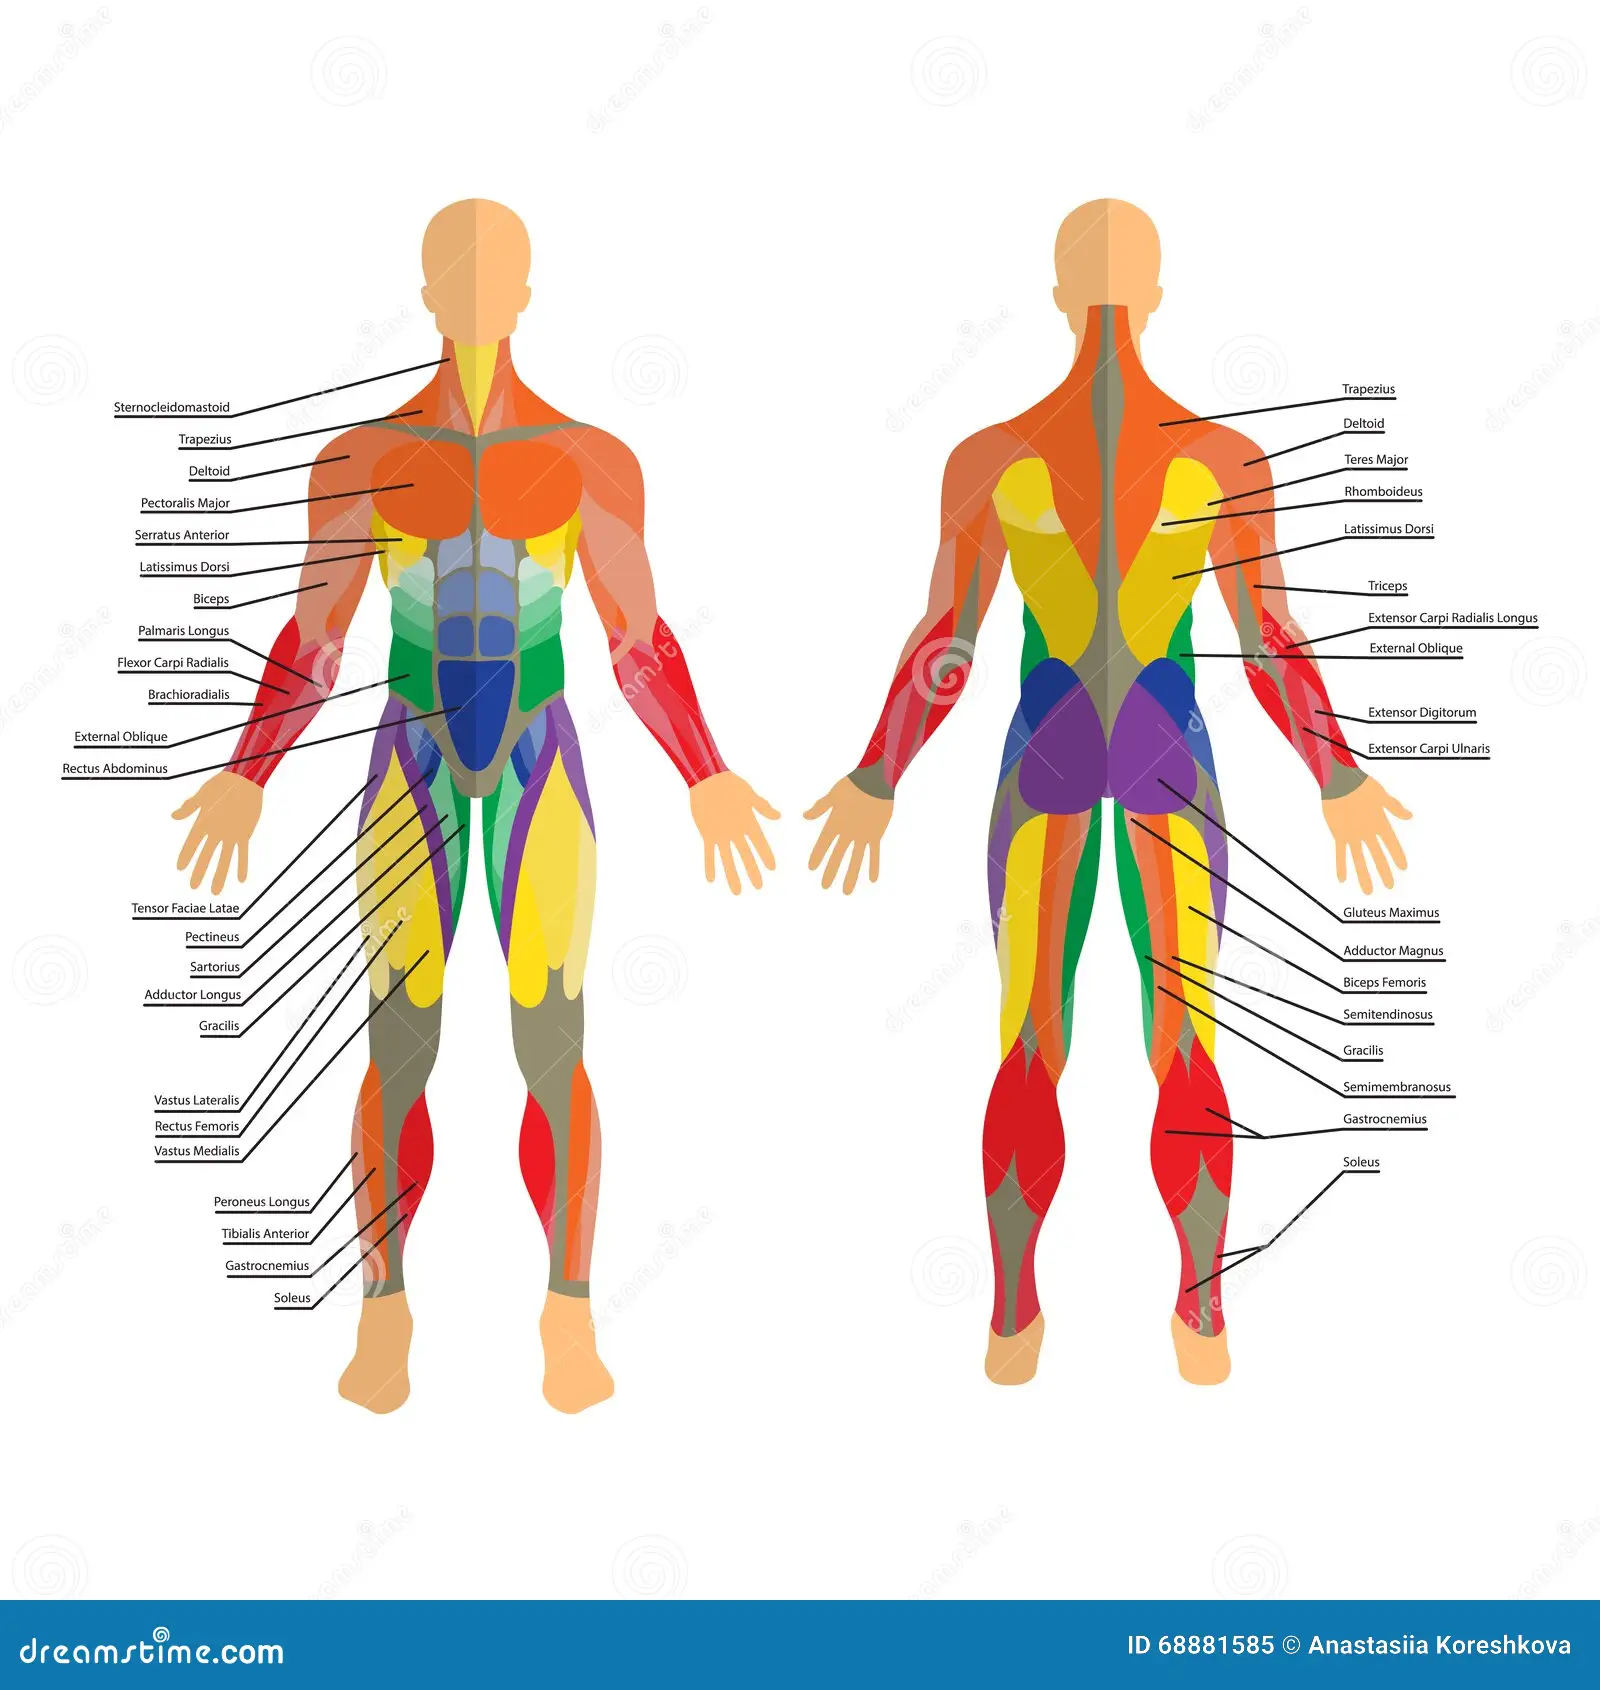 Sternocleidomastoid
Trapezius
Deltoid
Pectoralis Major
Serratus Anterior
Latissimus Dorsi
Biceps
Palmaris Longus
Flexor Carpi Radialis
Brachioradialis
External Oblique
Rectus Abdominus
Tensor Faciae Latae
Pectineus
Sartorius
Adductor Longus
Gracilis
Vastus Lateralis
Rectus Femoris
Vastus Medialis
Peroneus Longus
Tibialis Anterior
Gastrocnemius
Soleus
Trapezius
Deltoid
Teres Major
Rhomboideus
Latissimus Dorsi
Triceps
Extensor Carpi Radialis Longus
External Oblique
Extensor Digitorum
Extensor Carpi Ulnaris
Gluteus Maximus
Adductor Magnus
Biceps Femoris
Semitendinosus
Gracilis
Semimembranosus
Gastrocnemius
Soleus
dreamstime.com
ID 68881585 © Anastasiia Koreshkova